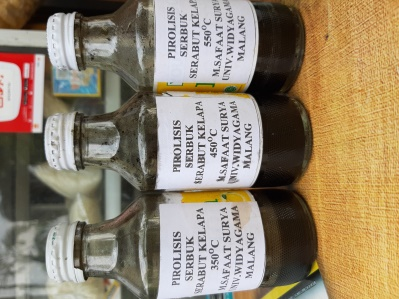 PIROLISIS
SERBUK
SERABUT KELAPA
550°C
M.SAFAAT SURYA
UNIV.WIDYAGAMA
MALANG
PIROLISIS
SERBUK
SERABUT KELAPA
450°C
M.SAFAAT SURYA
UNIV.WIDYAGAMA
MALANG
PIROLISIS
SERBUK
SERABUT KELAPA
350°C
M.SAFAAT SURYA
UNIV.WIDYAGAMA
MALANG